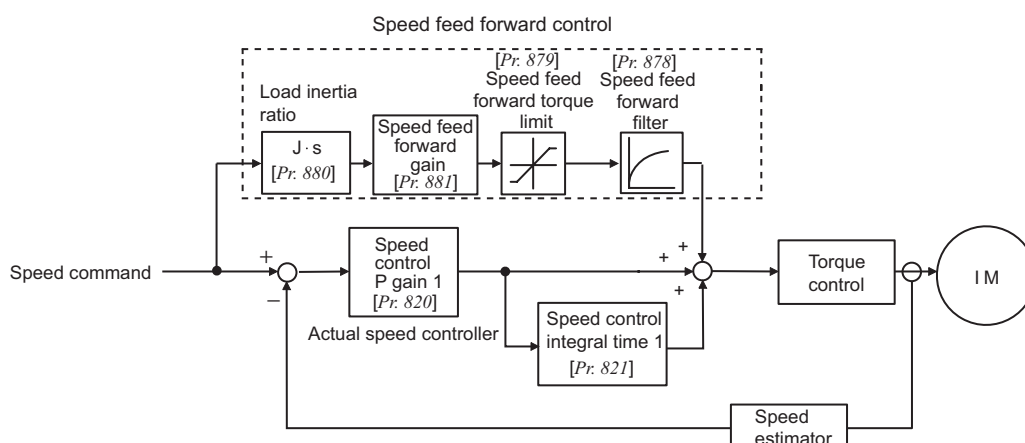 Speed feed forward control
[Pr. 879]
Speed feed
forward torque
limit
[Pr. 878]
Speed feed
forward
filter
Load inertia
ratio
J · s
[Pr. 880]
Speed feed
forward
gain
[Pr. 881]
Speed command
+
−
Speed
control
P gain 1
[Pr. 820]
Actual speed controller
Speed control
integral time 1
[Pr. 821]
+
+
+
Torque
control
IM
Speed
estimator